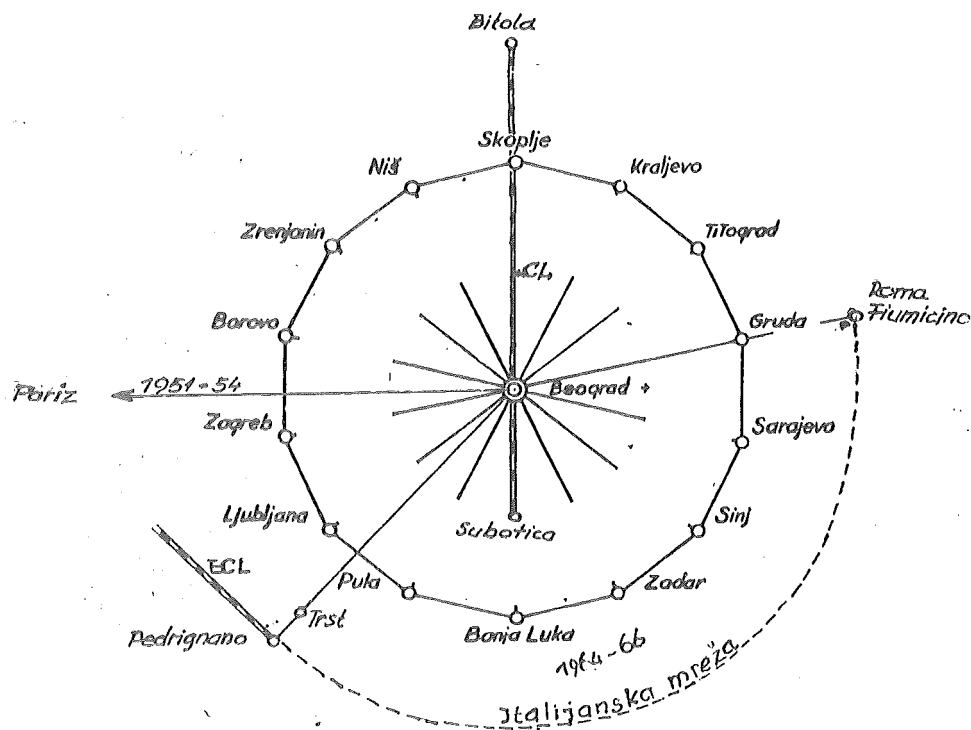 Bitola
Skoplje
Niš
Kraljevo
Zrenjanin
Titograd
CL
Roma
Fiumicino
Borovo
Gruda
1951-54
Pariz
Beograd
Zagreb
Sarajevo
Ljubljana
Subotica
Sinj
ECL
Pula
Zadar
Trst
Pedrignano
Banja Luka
1964-66
Italijanska mreža